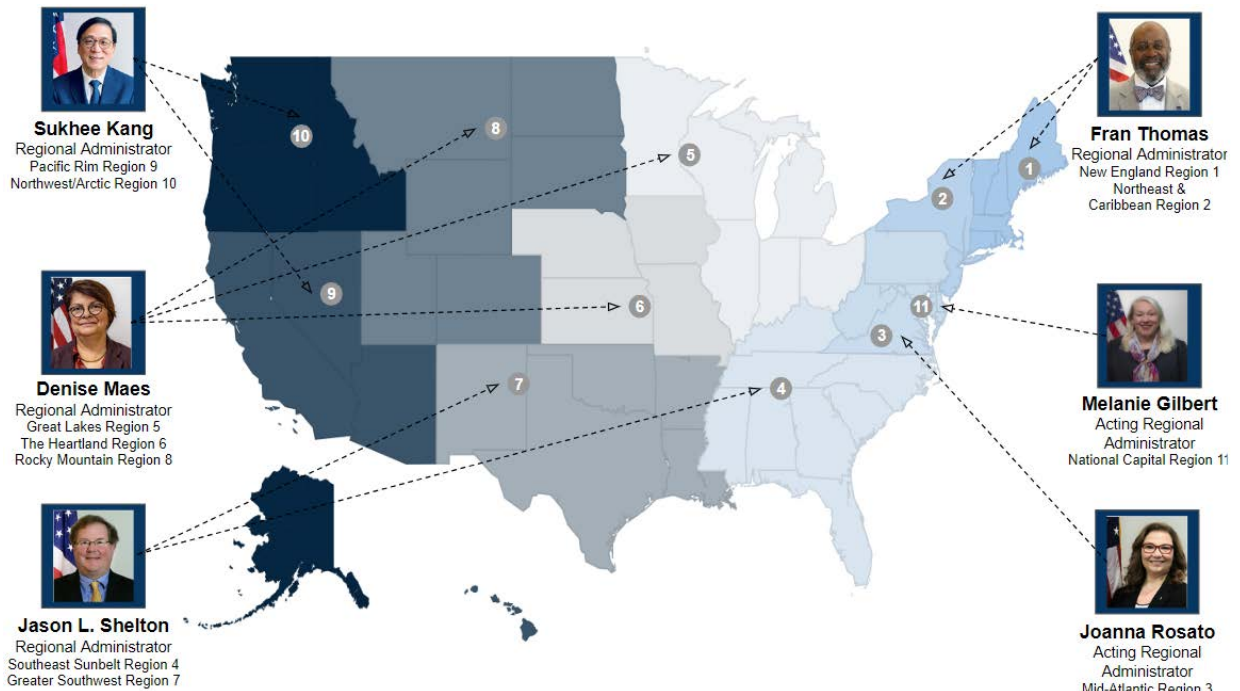 Sukhee Kang
Regional Administrator
Pacific Rim Region 9
Northwest/Arctic Region 10
Denise Maes
Regional Administrator
Great Lakes Region 5
The Heartland Region 6
Rocky Mountain Region 8
Jason L. Shelton
Regional Administrator
Southeast Sunbelt Region 4
Greater Southwest Region 7
10
8
5
1
2
9
6
11
3
7
4
Fran Thomas
Regional Administrator
New England Region 1
Northeast &
Caribbean Region 2
Melanie Gilbert
Acting Regional
Administrator
National Capital Region 11
Joanna Rosato
Acting Regional
Administrator
Mid-Atlantic Region 3